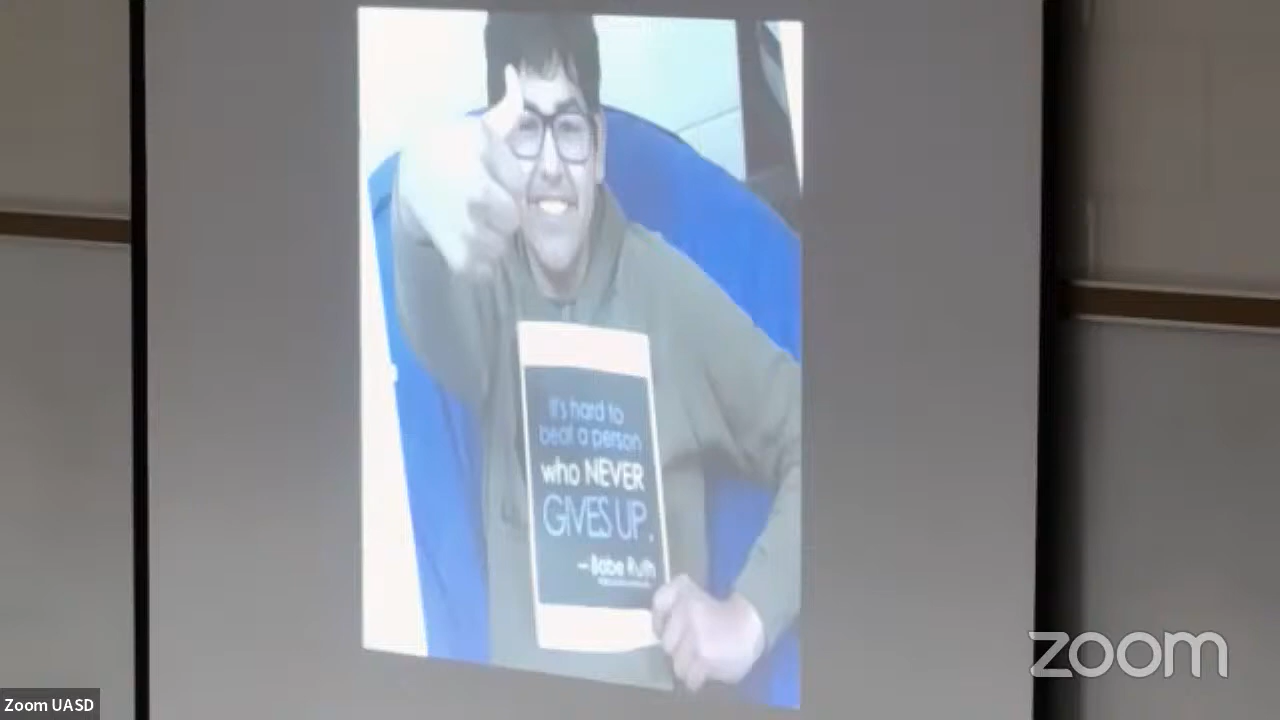 It's hard to
beat a person
who NEVER
GIVES UP.
—Babe Ruth
zoom
Zoom UASD